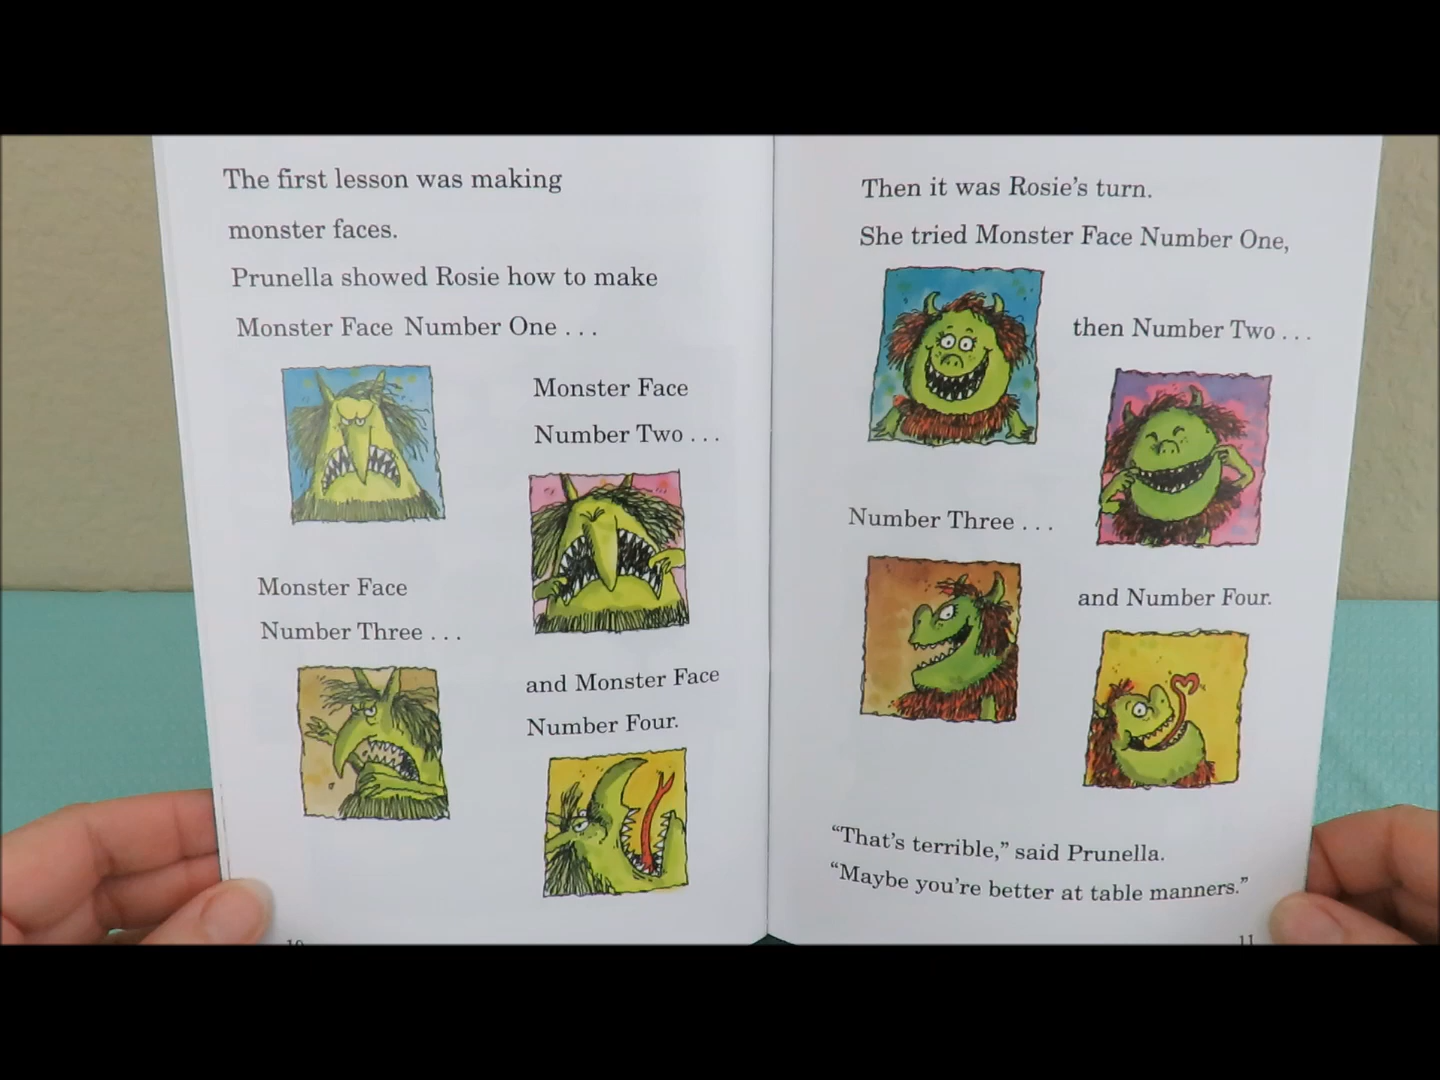 The first lesson was making
monster faces.
Prunella showed Rosie how to make
Monster Face Number One . . .
Monster Face
Number Two . . .
Monster Face
Number Three . . .
and Monster Face
Number Four.
10
Then it was Rosie’s turn.
She tried Monster Face Number One,
then Number Two . . .
Number Three . . .
and Number Four.
“That’s terrible,” said Prunella.
“Maybe you’re better at table manners.”
11